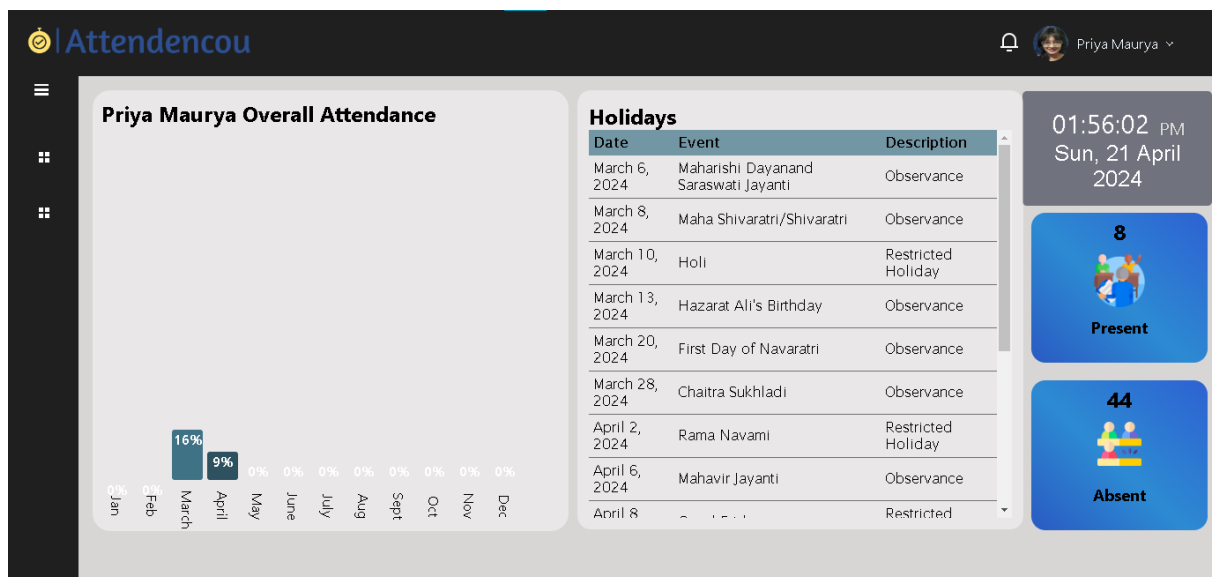 Attendencou
Priya Maurya
Priya Maurya Overall Attendance
16%
9%
0%
0%
0%
0%
0%
0%
0%
0%
0%
0%
Jan
Feb
March
April
May
June
July
Aug
Sept
Oct
Nov
Dec
Holidays
Date Event Description
March 6,
2024
Maharishi Dayanand
Saraswati Jayanti
Observance
March 8,
2024
Maha Shivaratri/Shivaratri
Observance
March 10,
2024
Holi
Restricted
Holiday
March 13,
2024
Hazarat Ali's Birthday
Observance
March 20,
2024
First Day of Navaratri
Observance
March 28,
2024
Chaitra Sukhladi
Observance
April 2,
2024
Rama Navami
Restricted
Holiday
April 6,
2024
Mahavir Jayanti
Observance
April 8
Restricted
01:56:02 PM
Sun, 21 April
2024
8
Present
44
Absent